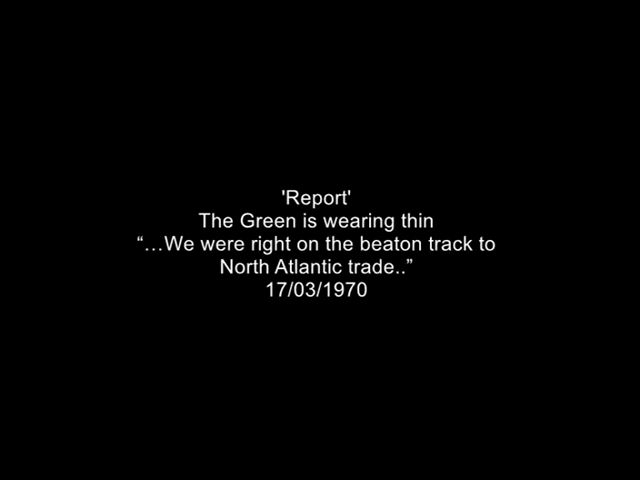 'Report'
The Green is wearing thin
“…We were right on the beaton track to
North Atlantic trade..”
17/03/1970